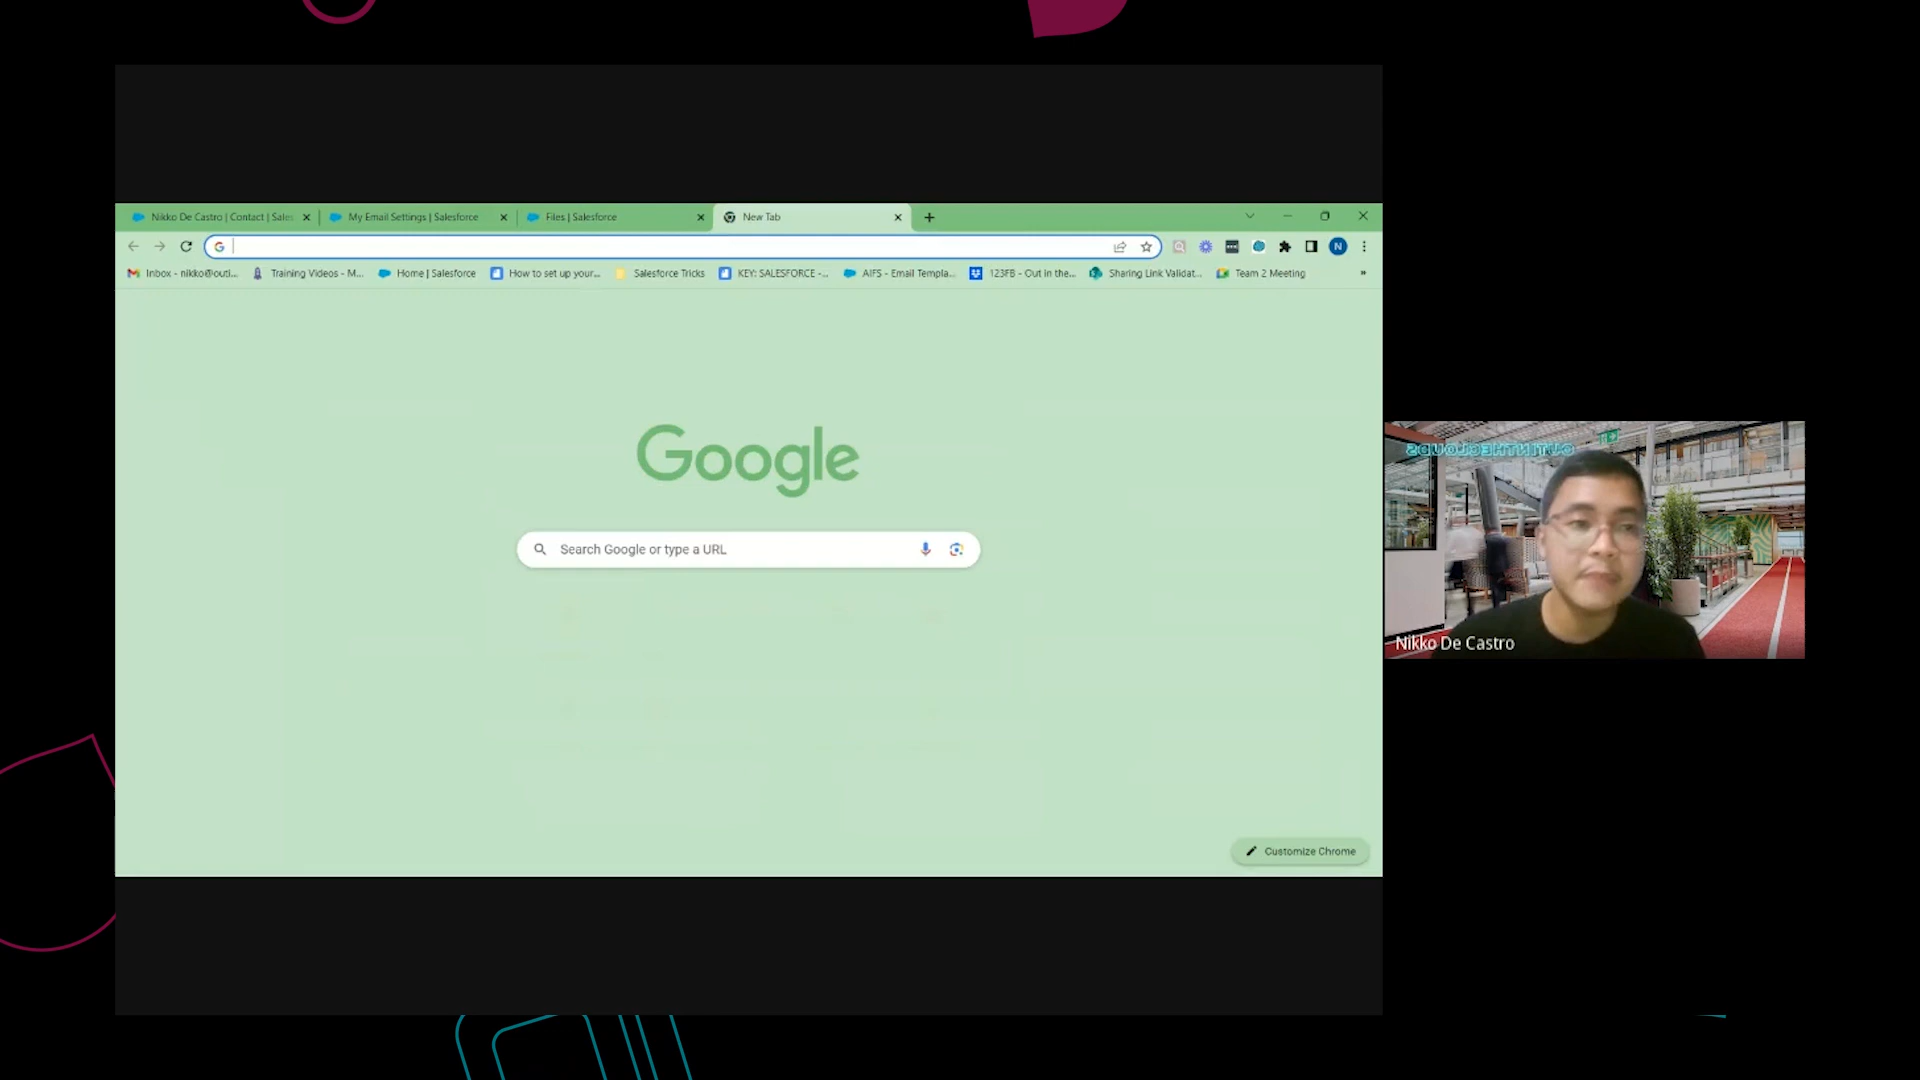 Nikko De Castro | Contact | Sales
My Email Settings | Salesforce
Files | Salesforce
New Tab
Inbox - nikko@outi...
Training Videos - M...
Home | Salesforce
How to set up your...
Salesforce Tricks
KEY: SALESFORCE -...
AIFS - Email Templa...
123FB - Out in the...
Sharing Link Validat...
Team 2 Meeting
N
Google
Search Google or type a URL
Customize Chrome
OUTINTHECLOUDS
Nikko De Castro